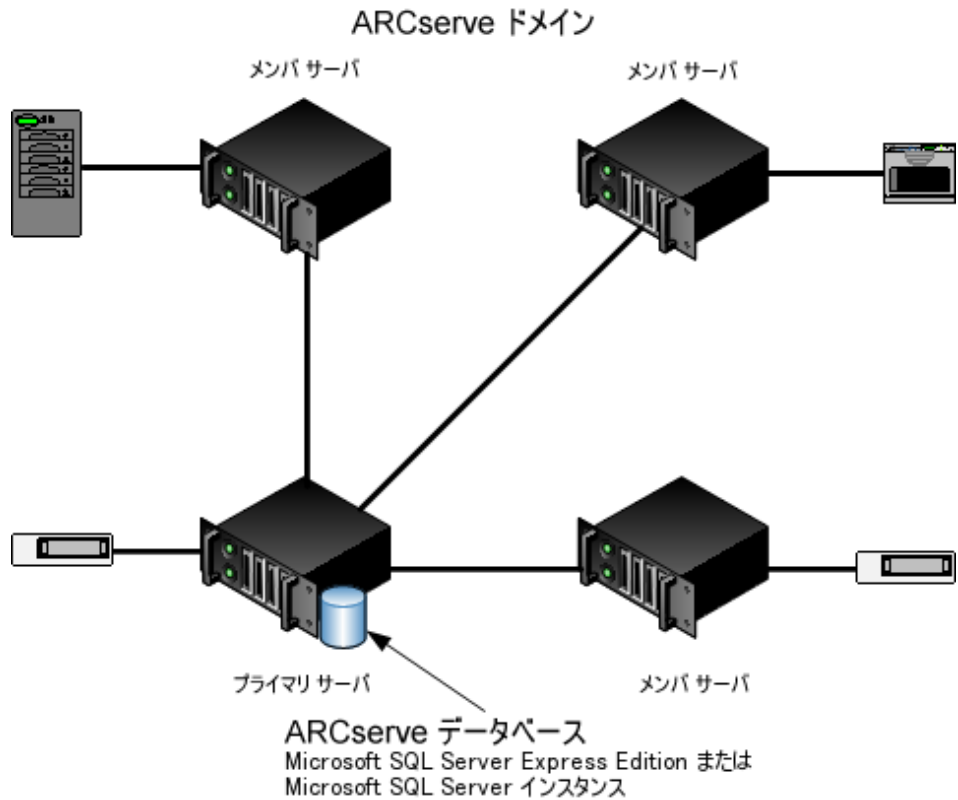 ARCserve ドメイン
メンバ サーバ
メンバ サーバ
プライマリ サーバ
メンバ サーバ
ARCserve データベース
Microsoft SQL Server Express Edition または
Microsoft SQL Server インスタンス